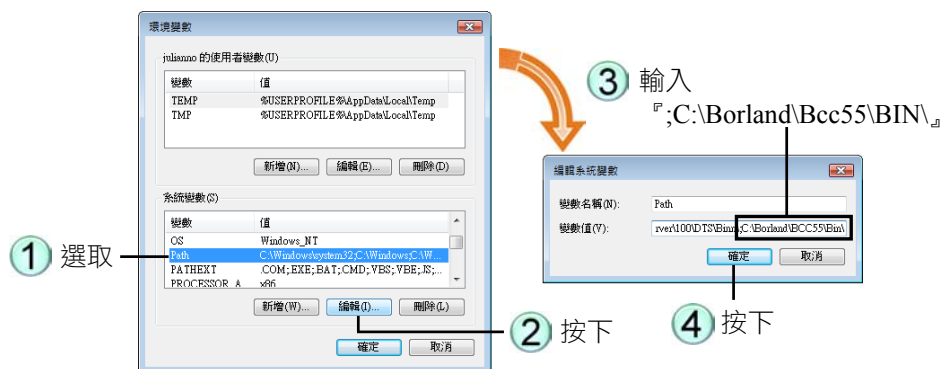 環境變數
julianno 的使用者變數(U)
變數 值
TEMP %USERPROFILE%\AppData\Local\Temp
TMP %USERPROFILE%\AppData\Local\Temp
新增(N)... 編輯(E)... 刪除(D)
系統變數(S)
變數 值
OS Windows_NT
Path C:\Windows\system32;C:\Windows;C:\W...
PATHEXT .COM;.EXE;.BAT;.CMD;.VBS;.VBE;.JS;...
PROCESSOR_A x86
新增(W)... 編輯(I)... 刪除(L)
確定 取消
1 選取
2 按下
3 輸入
『;C:\Borland\Bcc55\BIN\』
編輯系統變數
變數名稱(N): Path
變數值(V): rver\100\DTS\Binn\;C:\Borland\BCC55\Bin\
確定 取消
4 按下